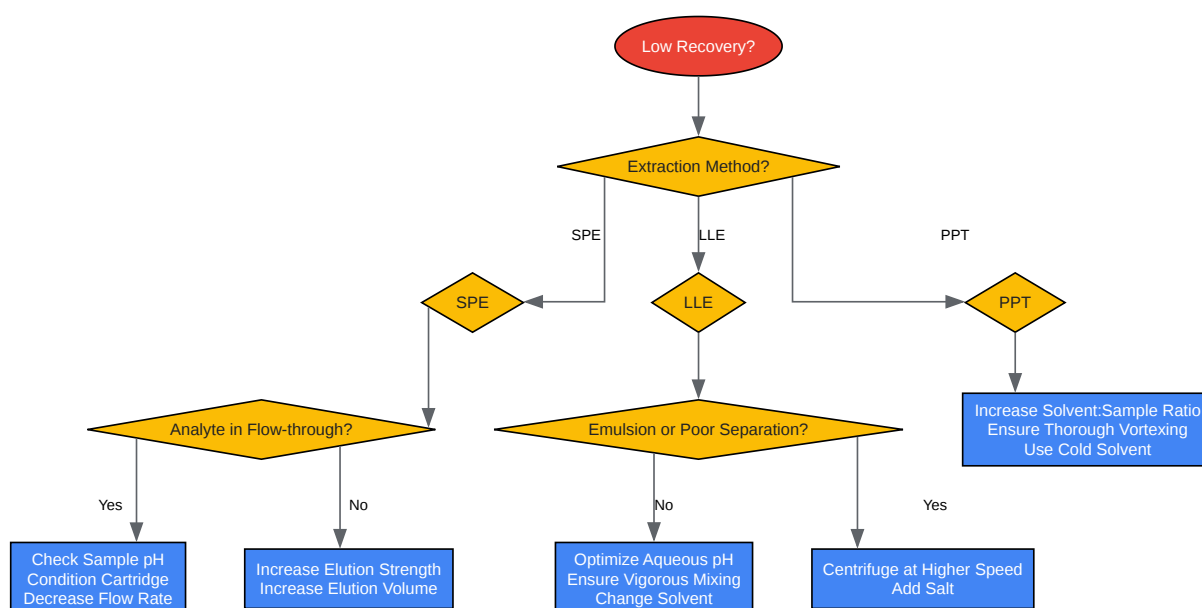 Low Recovery?
Extraction Method?
SPE
LLE
PPT
SPE
LLE
PPT
Increase Solvent:Sample Ratio
Ensure Thorough Vortexing
Use Cold Solvent
Analyte in Flow-through?
Emulsion or Poor Separation?
Yes
No
No
Yes
Check Sample pH
Condition Cartridge
Decrease Flow Rate
Increase Elution Strength
Increase Elution Volume
Optimize Aqueous pH
Ensure Vigorous Mixing
Change Solvent
Centrifuge at Higher Speed
Add Salt